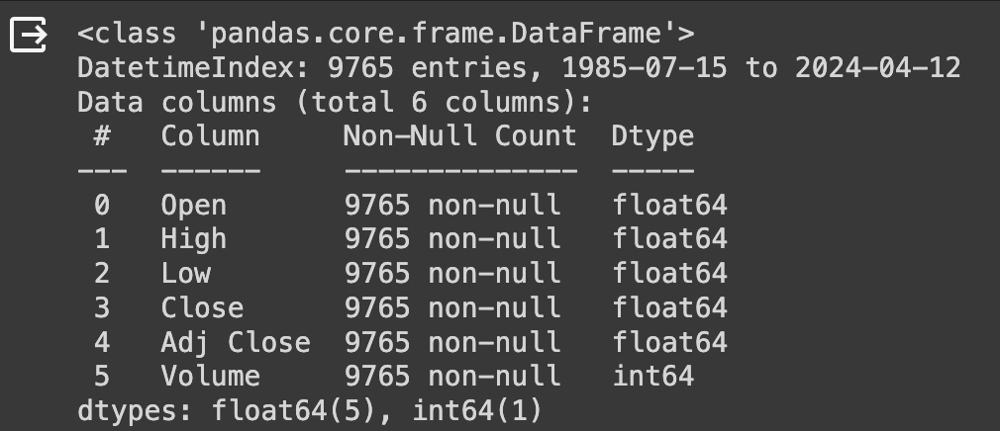 <class 'pandas.core.frame.DataFrame'>
DatetimeIndex: 9765 entries, 1985-07-15 to 2024-04-12
Data columns (total 6 columns):
 #   Column     Non-Null Count  Dtype
---  ------     --------------  -----
 0   Open       9765 non-null   float64
 1   High       9765 non-null   float64
 2   Low        9765 non-null   float64
 3   Close      9765 non-null   float64
 4   Adj Close  9765 non-null   float64
 5   Volume     9765 non-null   int64
dtypes: float64(5), int64(1)